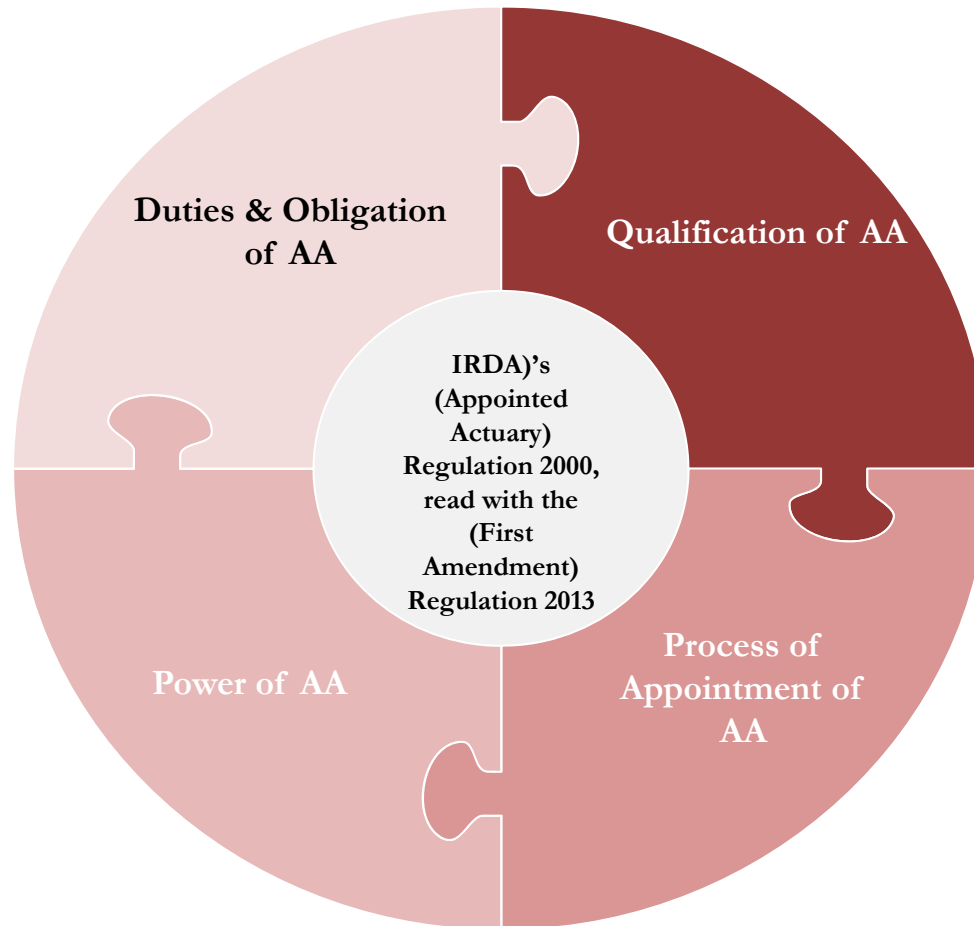 Duties & Obligation
of AA
Qualification of AA
IRDA)'s
(Appointed
Actuary)
Regulation 2000,
read with the
(First
Amendment)
Regulation 2013
Power of AA
Process of
Appointment of
AA